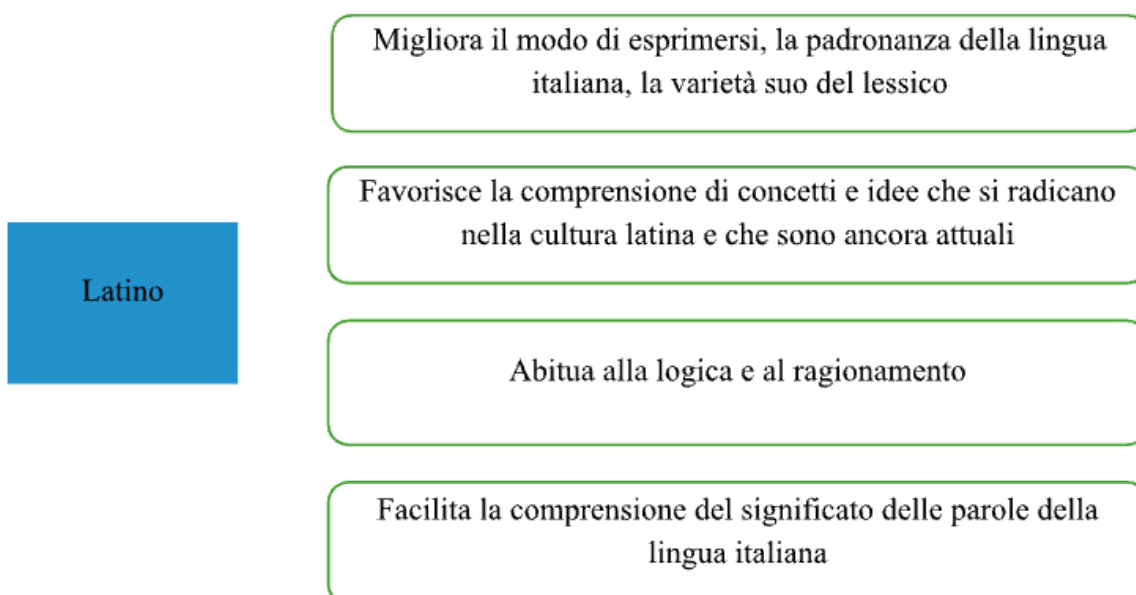 Migliora il modo di esprimersi, la padronanza della lingua
italiana, la varietà suo del lessico
Favorisce la comprensione di concetti e idee che si radicano
nella cultura latina e che sono ancora attuali
Latino
Abitua alla logica e al ragionamento
Facilita la comprensione del significato delle parole della
lingua italiana